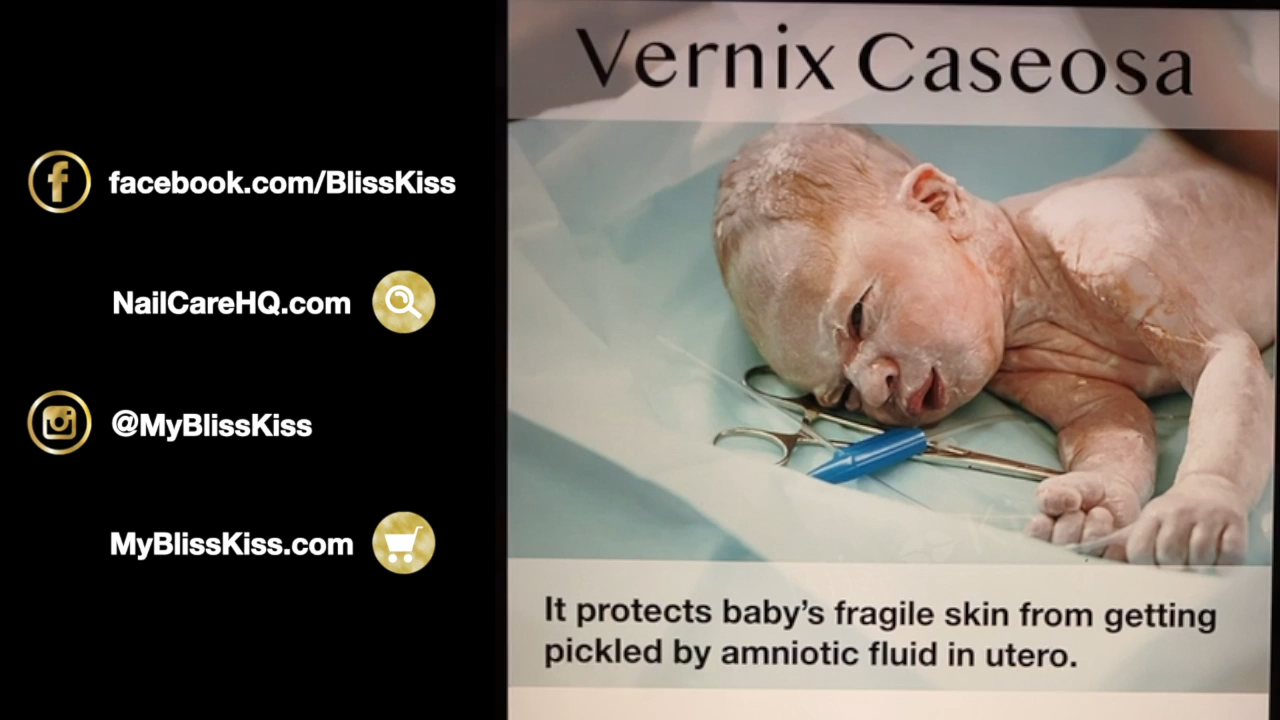 facebook.com/BlissKiss
NailCareHQ.com
@MyBlissKiss
MyBlissKiss.com
Vernix Caseosa
It protects baby's fragile skin from getting
pickled by amniotic fluid in utero.